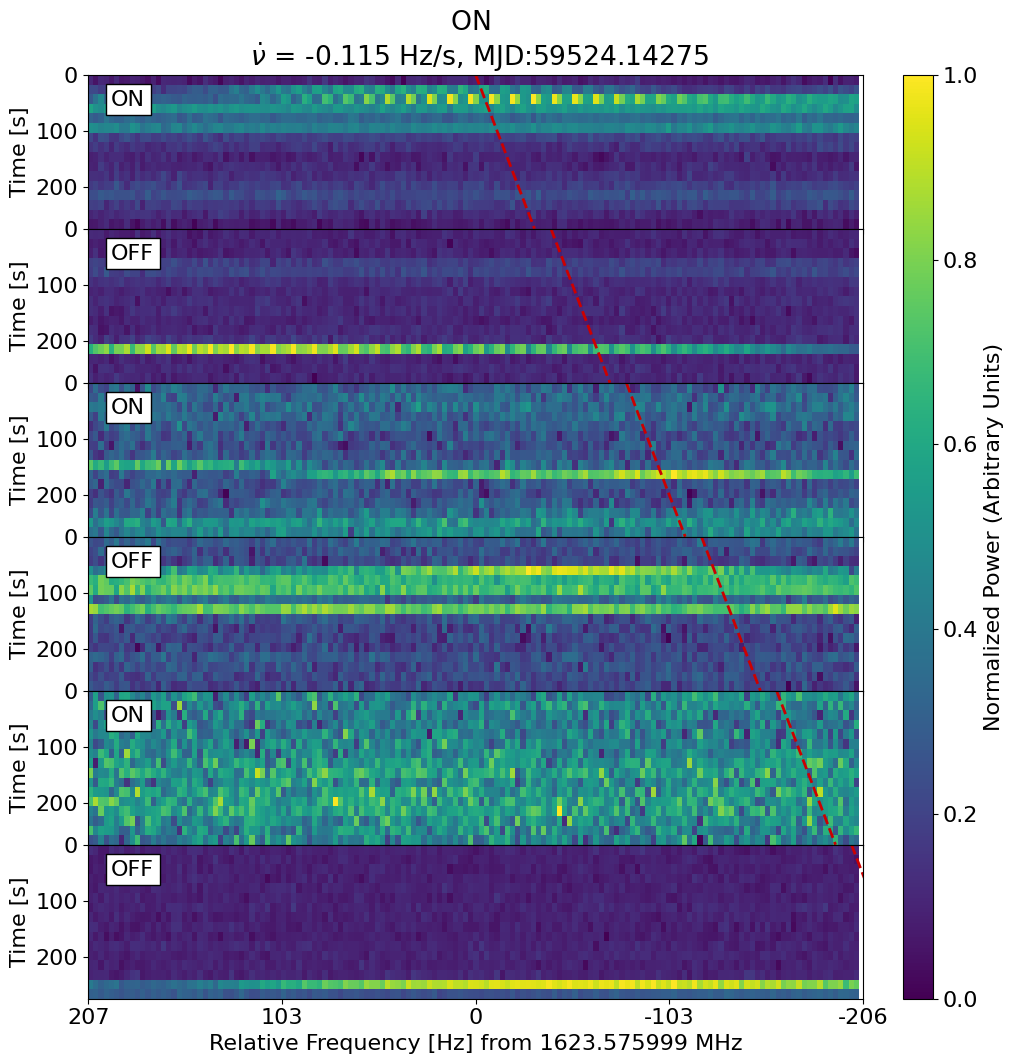 ON
ν̇ = -0.115 Hz/s, MJD:59524.14275
0
ON
100
200
Time [s]
0
OFF
100
200
Time [s]
0
ON
100
200
Time [s]
0
OFF
100
200
Time [s]
0
ON
100
200
Time [s]
0
OFF
100
200
Time [s]
207 103 0 -103 -206
Relative Frequency [Hz] from 1623.575999 MHz
1.0
0.8
0.6
0.4
0.2
0.0
Normalized Power (Arbitrary Units)